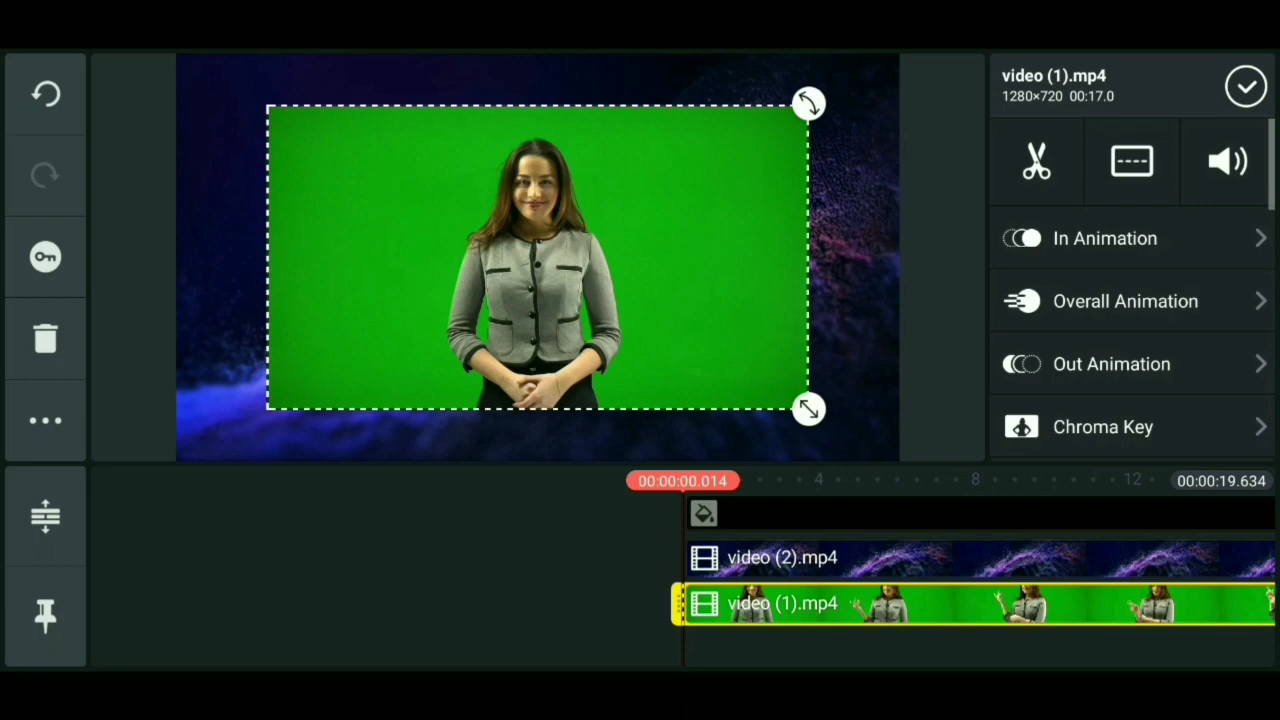 video (1).mp4
1280×720 00:17.0
In Animation
Overall Animation
Out Animation
Chroma Key
00:00:00.014
4
8
12
00:00:19.634
video (2).mp4
video (1).mp4